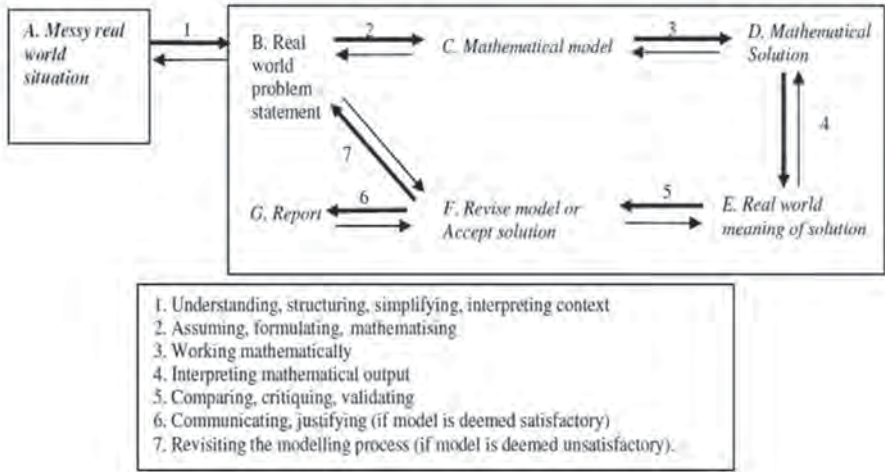 A. Messy real
world
situation
1
B. Real
world
problem
statement
2
C. Mathematical model
3
D. Mathematical
Solution
4
7
G. Report
6
F. Revise model or
Accept solution
5
E. Real world
meaning of solution
1. Understanding, structuring, simplifying, interpreting context
2. Assuming, formulating, mathematising
3. Working mathematically
4. Interpreting mathematical output
5. Comparing, critiquing, validating
6. Communicating, justifying (if model is deemed satisfactory)
7. Revisiting the modelling process (if model is deemed unsatisfactory).